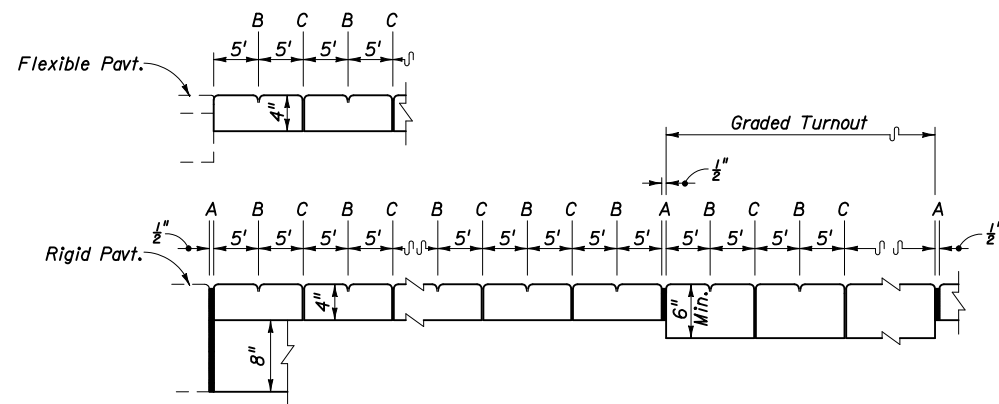 B C B C
5' 5' 5' 5'
Flexible Pavt.
4"
Graded Turnout
1/2"
A B C B C B C B C B A B C B C A
1/2" 5' 5' 5' 5' 5' 5' 5' 5' 5' 5' 5' 5' 5' 1/2"
Rigid Pavt.
4"
6" Min.
8"